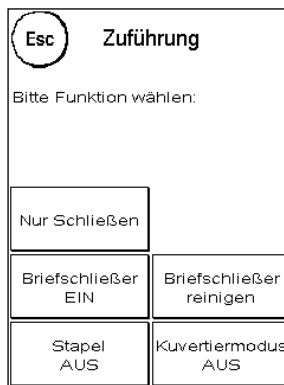 Esc Zuführung
Bitte Funktion wählen:
Nur Schließen
Briefschließer
EIN
Briefschließer
reinigen
Stapel
AUS
Kuvertiermodus
AUS